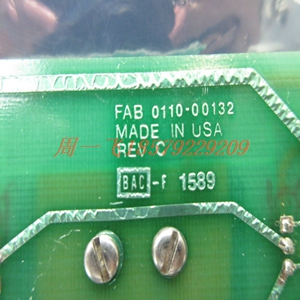 FAB 0110-00132
MADE IN USA
REV C
BAC -F 1589